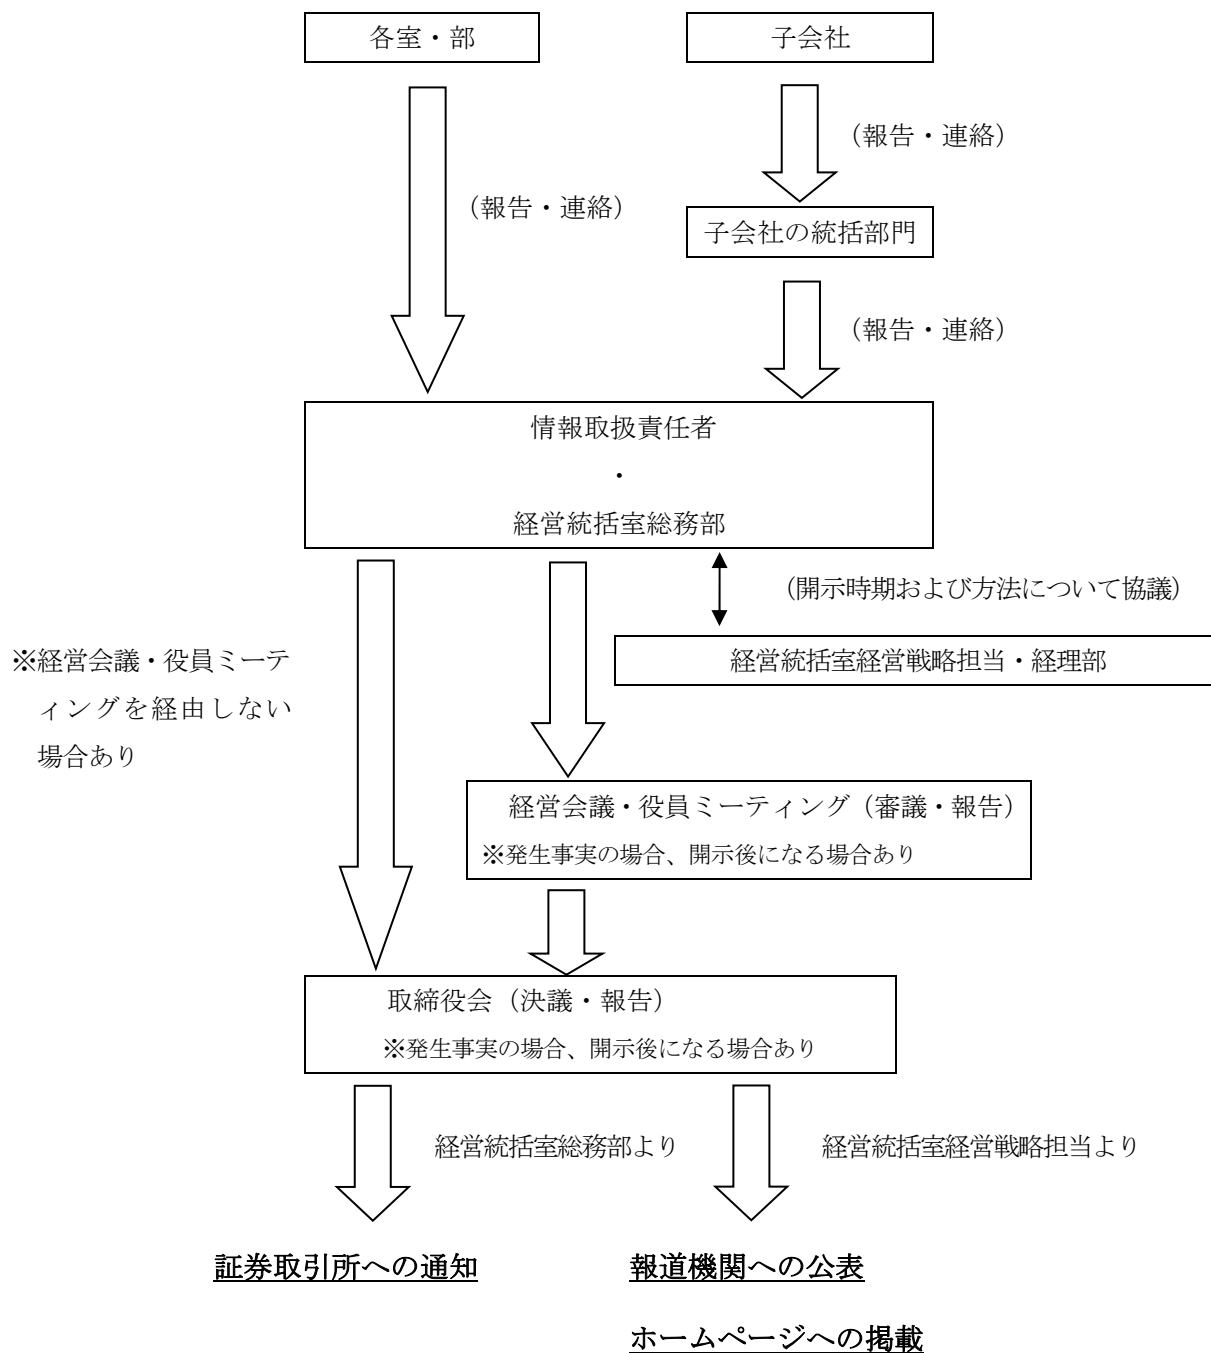 各室・部
子会社
（報告・連絡）
（報告・連絡）
子会社の統括部門
（報告・連絡）
情報取扱責任者
・
経営統括室総務部
（開示時期および方法について協議）
経営統括室経営戦略担当・経理部
※経営会議・役員ミーテ
ィングを経由しない
場合あり
経営会議・役員ミーティング（審議・報告）
※発生事実の場合、開示後になる場合あり
取締役会（決議・報告）
※発生事実の場合、開示後になる場合あり
経営統括室総務部より
経営統括室経営戦略担当より
証券取引所への通知
報道機関への公表
ホームページへの掲載